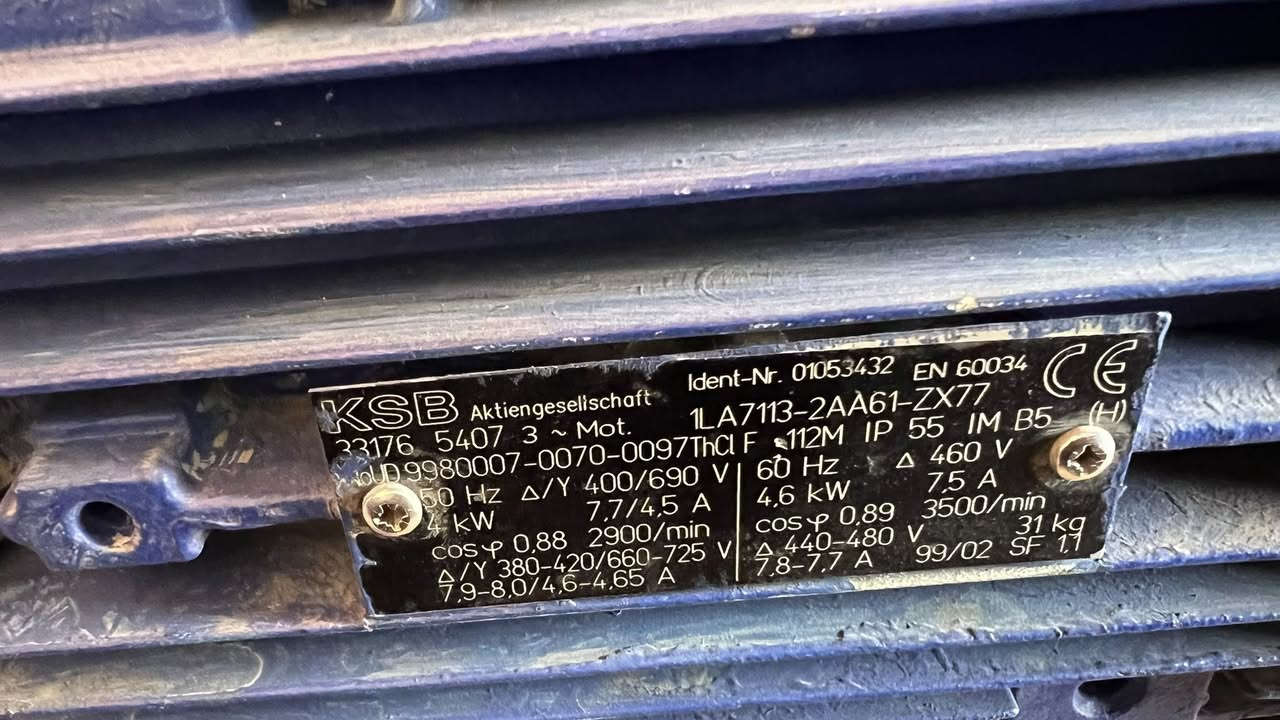 KSB Aktiengesellschaft Ident-Nr. 01053432 EN 60034 CE
33176 5407 3 ~ Mot. 1LA7113-2AA61-ZX77
9980007-0070-0097 ThCl F 112M IP 55 IM B5 (H)
50 Hz Δ/Y 400/690 V
4 kW 7,7/4,5 A
cosφ 0,88 2900/min
Δ/Y 380-420/660-725 V
7,9-8,0/4,6-4,65 A
60 Hz Δ 460 V
4,6 kW 7,5 A
cosφ 0,89 3500/min
Δ 440-480 V 31 kg
7,8-7,7 A 99/02 SF 1,1